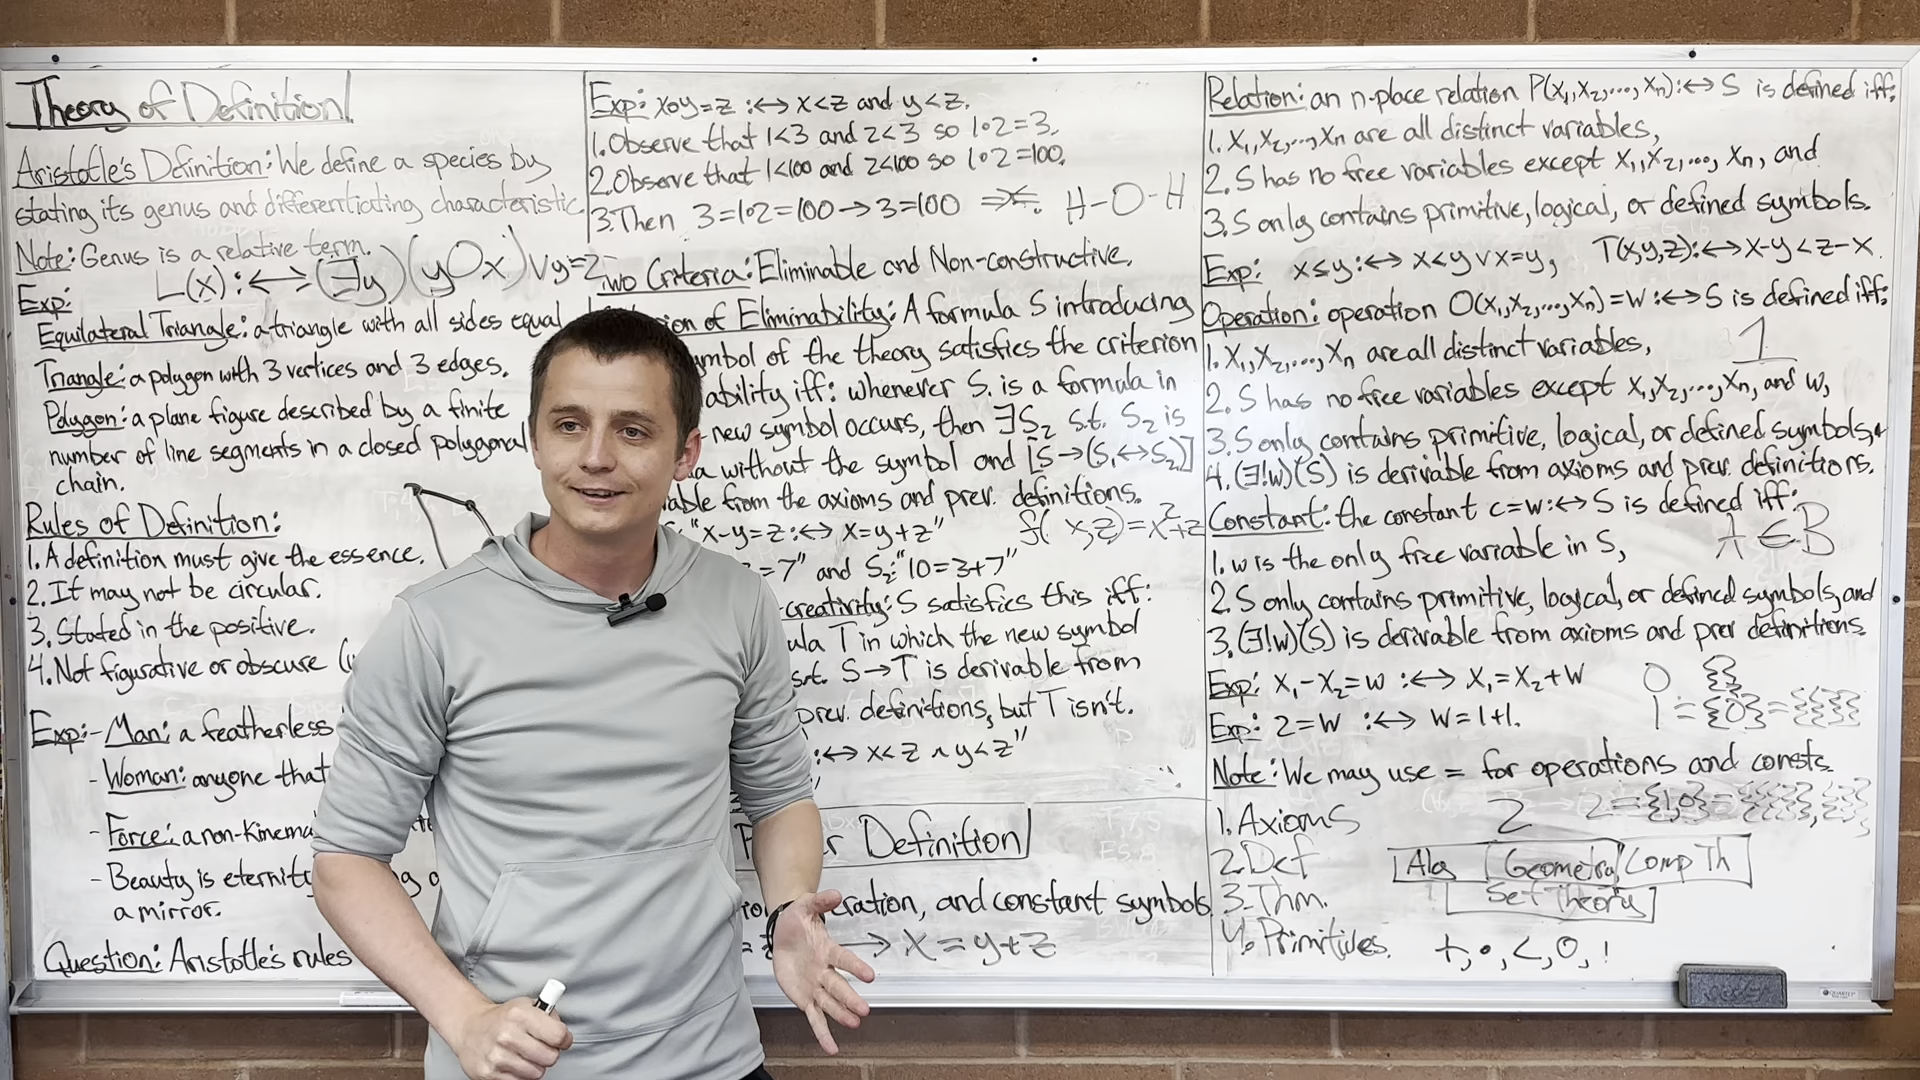 Theory of Definition
Aristotle's Definition: We define a species by
stating its genus and differentiating characteristic.
Note: Genus is a relative term.
L(x) :↔ (∃y)(yOx) ∨ y=2
Exp:
Equilateral Triangle: a triangle with all sides equal
Triangle: a polygon with 3 vertices and 3 edges.
Polygon: a plane figure described by a finite
number of line segments in a closed polygonal
chain.
Rules of Definition:
1. A definition must give the essence.
2. It may not be circular.
3. Stated in the positive.
4. Not figurative or obscure
Exp: - Man: a featherless
- Woman: anyone that
- Force: a non-kinema
- Beauty is eternity g a
a mirror.
Question: Aristotle's rules
Exp: x∘y=z :↔ x<z and y<z.
1. Observe that 1<3 and 2<3 so 1∘2=3.
2. Observe that 1<100 and 2<100 so 1∘2=100.
3. Then 3=1∘2=100 → 3=100 H-O-H
Two Criteria: Eliminable and Non-constructive.
ion of Eliminability: A formula S introducing
ymbol of the theory satisfies the criterion
ability iff: whenever S₁ is a formula in
new symbol occurs, then ∃S₂ s.t. S₂ is
a without the symbol and [S→(S₁↔S₂)]
able from the axioms and prev. definitions.
"x-y=z :↔ x=y+z" f(x,z)=x²+z
=7" and S₂: "10=3+7"
-creativity: S satisfies this iff:
ula T in which the new symbol
s.t. S→T is derivable from
prev. definitions, but T isn't.
:↔ x<z ∧ y<z"
r Definition
eration, and constant symbols
→ x=y+z
Relation: an n-place relation P(x₁,x₂,...,xₙ) :↔ S is defined iff:
1. x₁,x₂,...,xₙ are all distinct variables,
2. S has no free variables except x₁,x₂,...,xₙ, and
3. S only contains primitive, logical, or defined symbols.
Exp: x≤y :↔ x<y ∨ x=y, T(x,y,z) :↔ x-y<z-x
Operation: operation O(x₁,x₂,...,xₙ)=w :↔ S is defined iff:
1. x₁,x₂,...,xₙ are all distinct variables, 1
2. S has no free variables except x₁,x₂,...,xₙ, and w,
3. S only contains primitive, logical, or defined symbols, +
4. (∃!w)(S) is derivable from axioms and prev. definitions.
Constant: the constant c=w :↔ S is defined iff:
1. w is the only free variable in S, A∈B
2. S only contains primitive, logical, or defined symbols, and
3. (∃!w)(S) is derivable from axioms and prev definitions.
Exp: x₁-x₂=w :↔ x₁=x₂+w 0 {}
Exp: 2=w :↔ w=1+1. 1={0}={{}}
Note: We may use = for operations and consts.
1. Axioms 2 2={1,0}=
2. Def Alg Geometry Comp Th
3. Thm. Set Theory
4. Primitives. +,∘,<,0,!
QUARTET